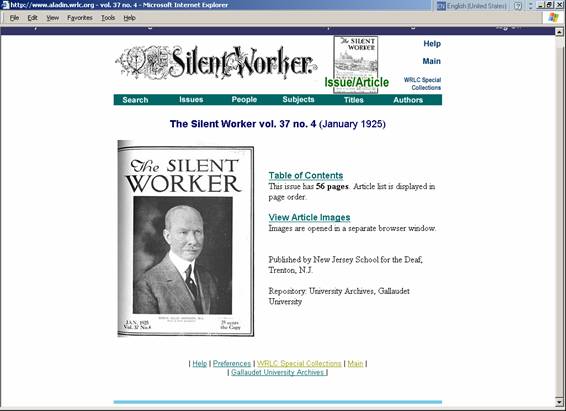 http://www.aladin.wrlc.org - vol. 37 no. 4 - Microsoft Internet Explorer
EN English (United States)
File Edit View Favorites Tools Help
Silent Worker.
The SILENT
WORKER
Issue/Article
Help
Main
WRLC Special
Collections
Search Issues People Subjects Titles Authors
The Silent Worker vol. 37 no. 4 (January 1925)
The SILENT
WORKER
JAN. 1925
Vol. 37 No. 4
25 cents
the Copy
Table of Contents
This issue has 56 pages. Article list is displayed in
page order.
View Article Images
Images are opened in a separate browser window.
Published by New Jersey School for the Deaf,
Trenton, N.J.
Repository: University Archives, Gallaudet
University
| Help | Preferences | WRLC Special Collections | Main |
| Gallaudet University Archives |